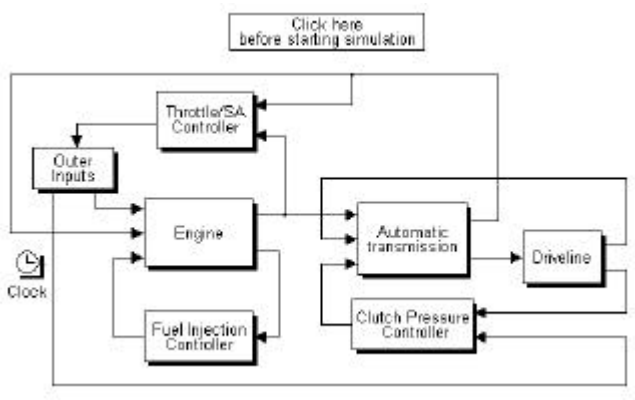 Click here
before starting simulation
Throttle/SA
Controller
Outer
Inputs
Engine
Automatic
transmission
Driveline
Clock
Fuel Injection
Controller
Clutch Pressure
Controller